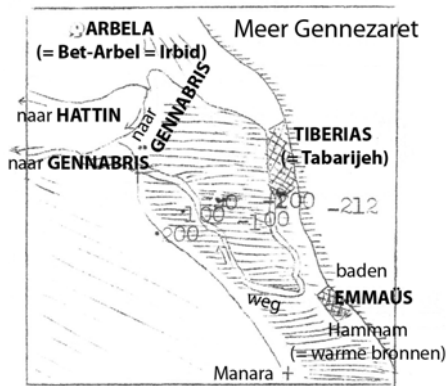 ARBELA
(= Bet-Arbel = Irbid)
Meer Gennezaret
naar HATTIN
naar
GENNABRIS
naar GENNABRIS
TIBERIAS
(= Tabarijeh)
-200
-100
-100
-212
200
baden
weg
EMMAÜS
Hammam
(= warme bronnen)
Manara +